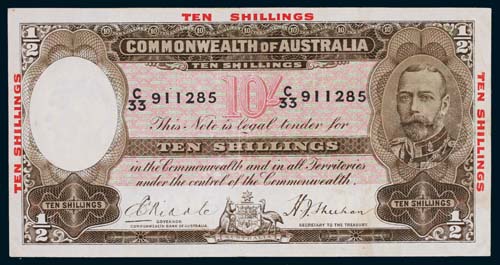 TEN SHILLINGS
1/2 COMMONWEALTH OF AUSTRALIA 1/2
TEN SHILLINGS
C/33 911285 10/- C/33 911285
This Note is legal tender for
TEN SHILLINGS
in the Commonwealth and in all Territories
under the control of the Commonwealth.
TEN SHILLINGS
TEN SHILLINGS
TEN SHILLINGS TEN SHILLINGS
E Riddle H.J. Sheehan
GOVERNOR SECRETARY TO THE TREASURY
COMMONWEALTH BANK OF AUSTRALIA
AUSTRALIA
1/2 1/2